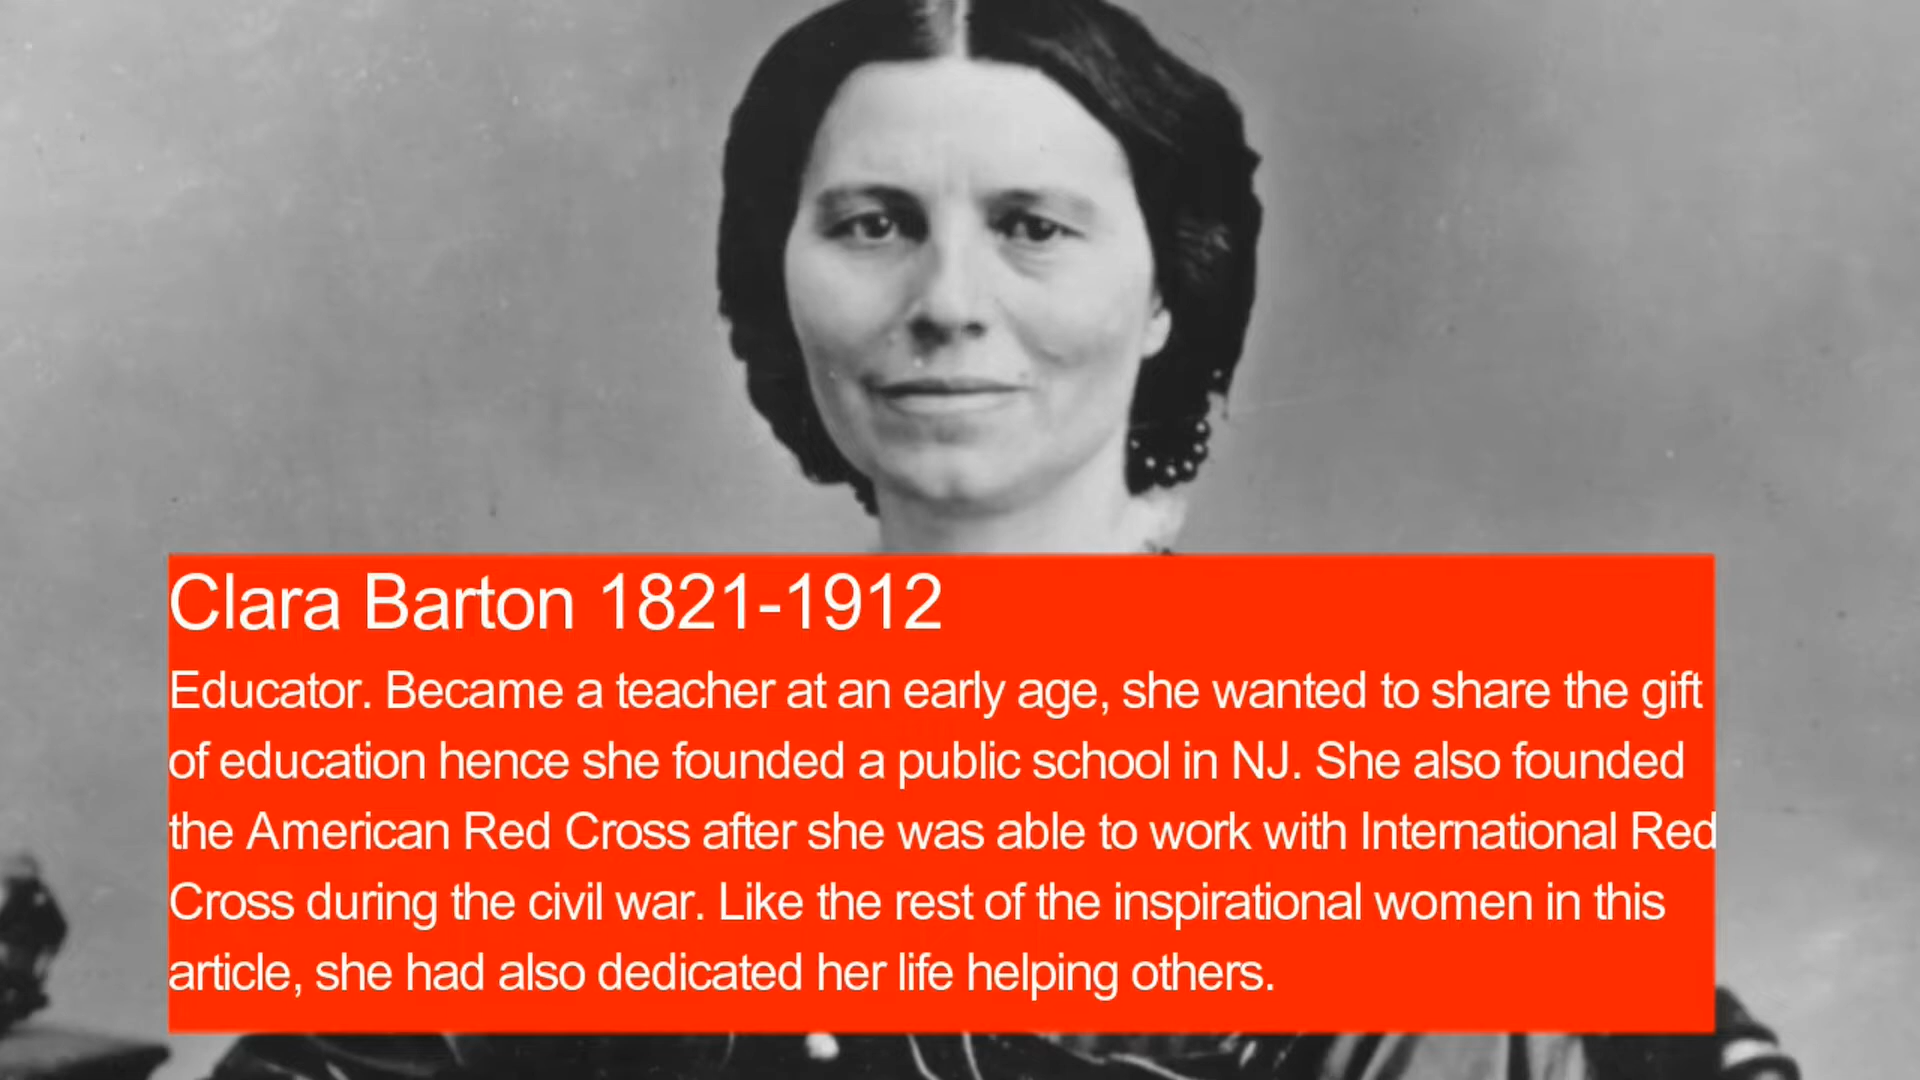 Clara Barton 1821-1912
Educator. Became a teacher at an early age, she wanted to share the gift
of education hence she founded a public school in NJ. She also founded
the American Red Cross after she was able to work with International Red
Cross during the civil war. Like the rest of the inspirational women in this
article, she had also dedicated her life helping others.